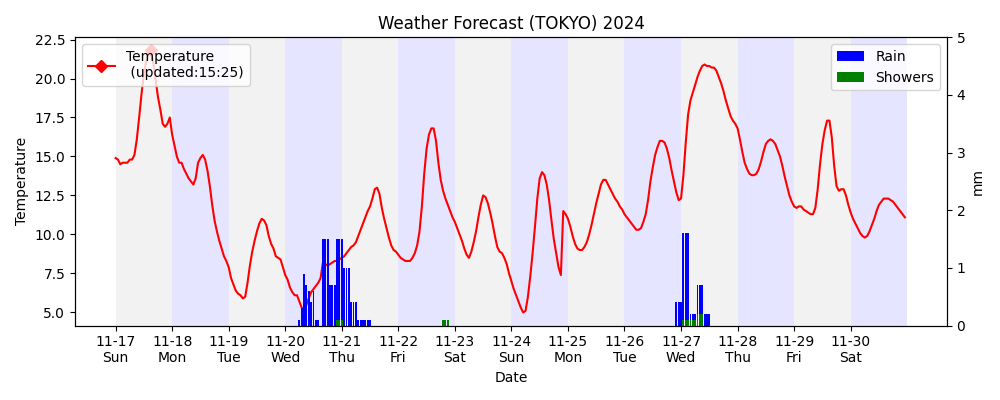 Weather Forecast (TOKYO) 2024
Temperature
(updated:15:25)
Rain
Showers
22.5
20.0
17.5
15.0
12.5
10.0
7.5
5.0
Temperature
5
4
3
2
1
0
mm
11-17 11-18 11-19 11-20 11-21 11-22 11-23 11-24 11-25 11-26 11-27 11-28 11-29 11-30
Sun Mon Tue Wed Thu Fri Sat Sun Mon Tue Wed Thu Fri Sat
Date